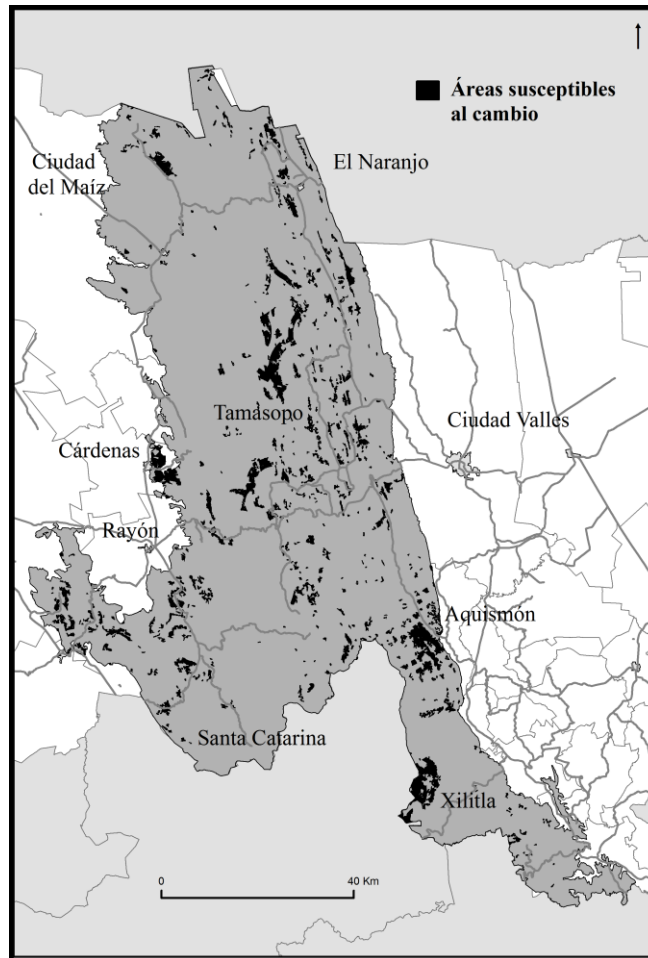 Áreas susceptibles
al cambio
Ciudad
del Maíz
El Naranjo
Tamasopo
Ciudad Valles
Cárdenas
Rayón
Aquismón
Santa Catarina
Xilitla
0 40 Km